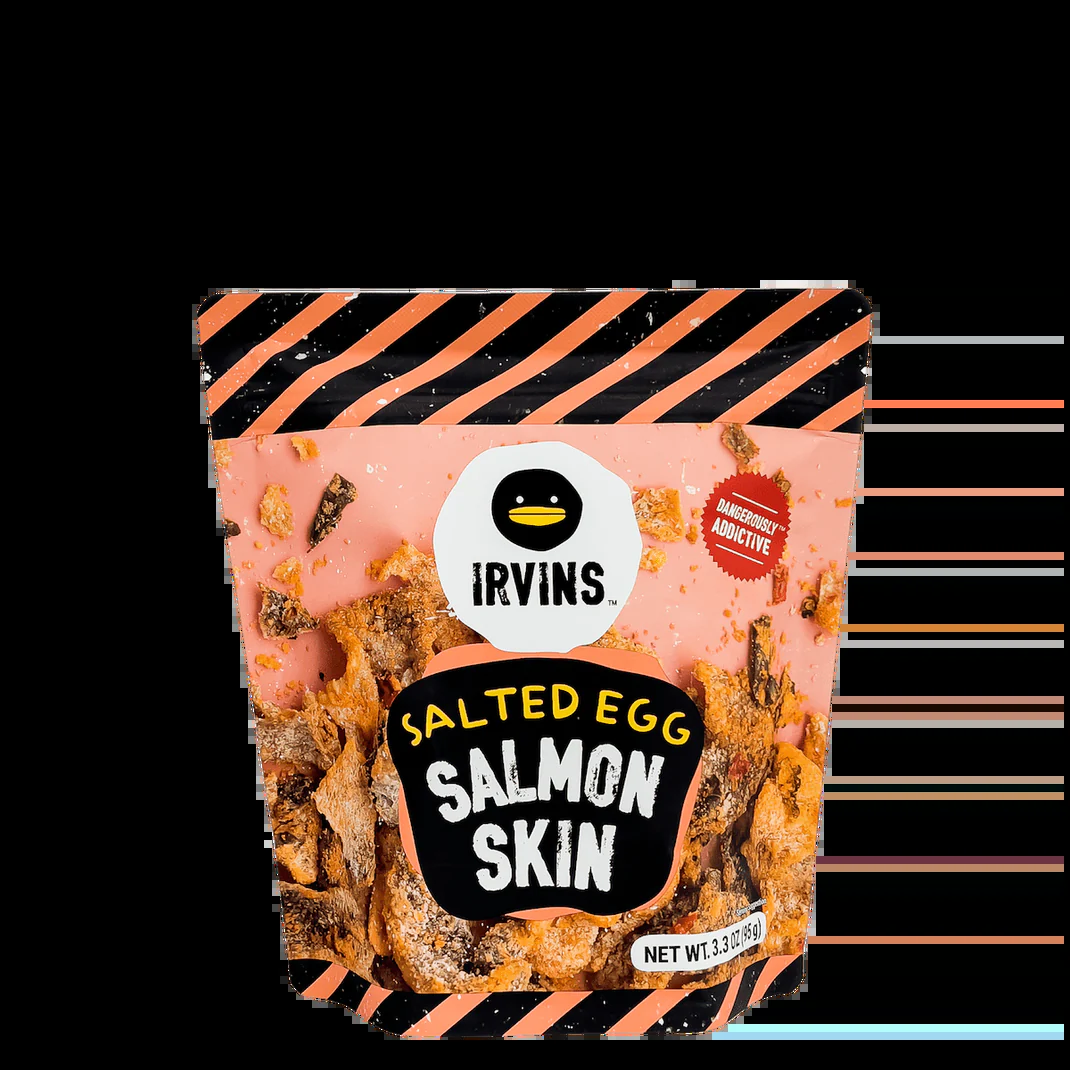 IRVINS™
DANGEROUSLY™
ADDICTIVE
SALTED EGG
SALMON
SKIN
NET WT. 3.3 OZ (95 g)